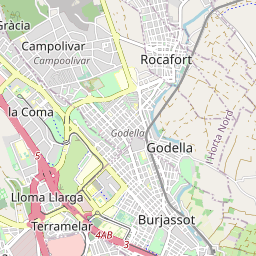 Gràcia
Campolivar
Campoolivar
Rocafort
la Coma
Godella
Godella
l'Horta Nord
5
Lloma Llarga
Terramelar
Burjassot
4AB
3